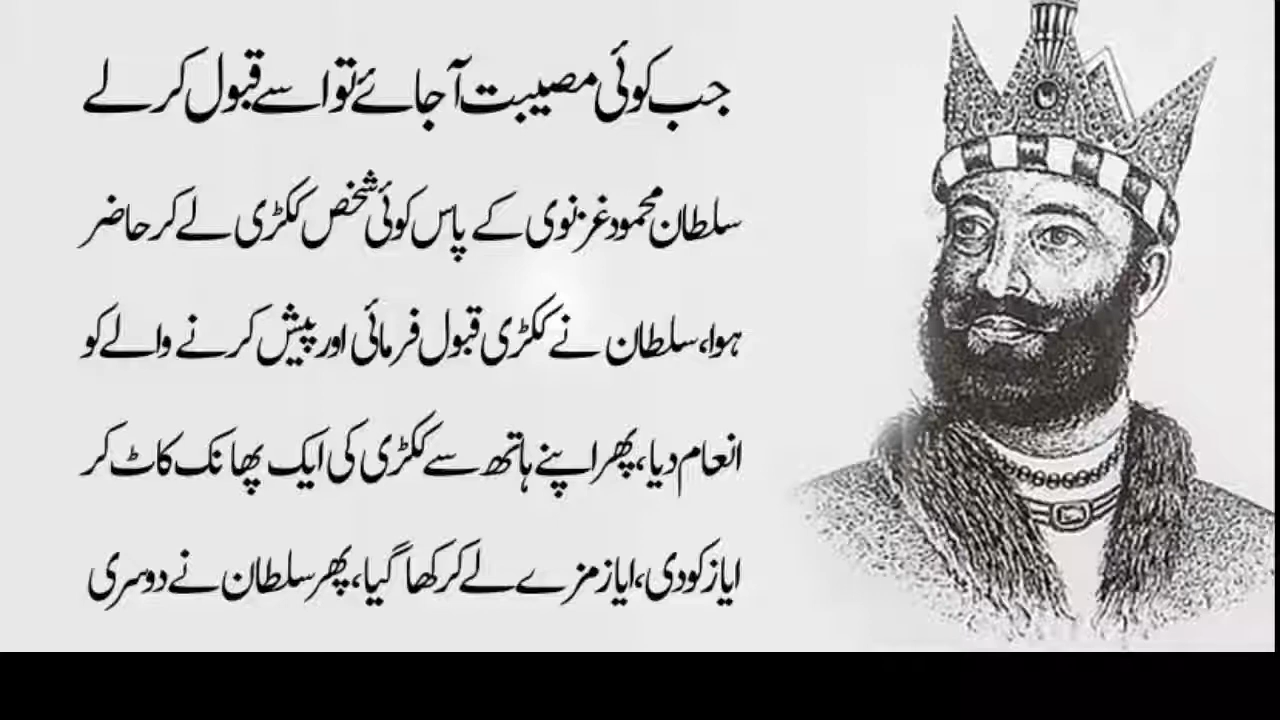 جب کوئی مصیبت آ جائے تو اسے قبول کر لے
سلطان محمود غزنوی کے پاس کوئی شخص ککڑی لے کر حاضر
ہوا، سلطان نے ککڑی قبول فرمائی اور پیش کرنے والے کو
انعام دیا، پھر اپنے ہاتھ سے ککڑی کی ایک پھانک کاٹ کر
ایاز کو دی، ایاز مزے لے کر کھا گیا، پھر سلطان نے دوسری